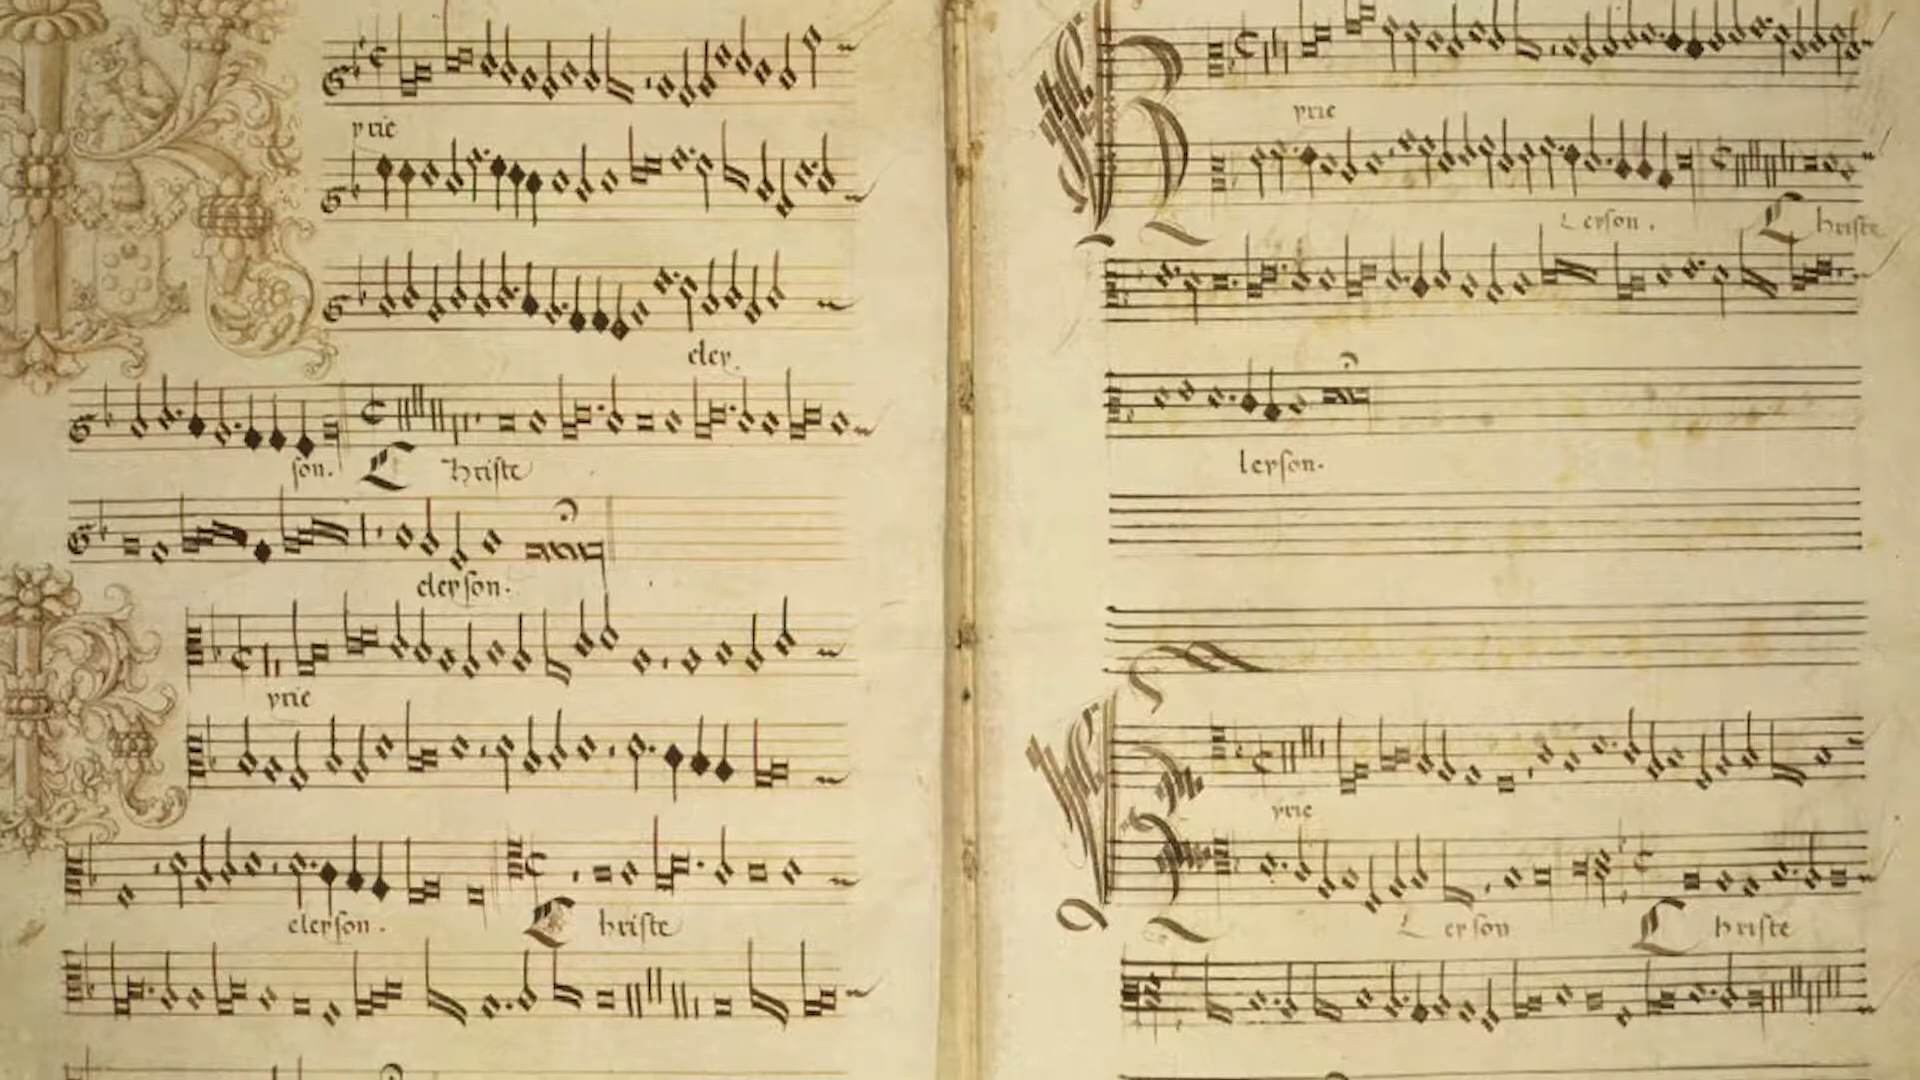 yrie
eley.
son. Christe
eleyson.
yrie
eleyson. Christe
K yrie
Leyson. Christe
leyson.
K yrie
Leyson Christe